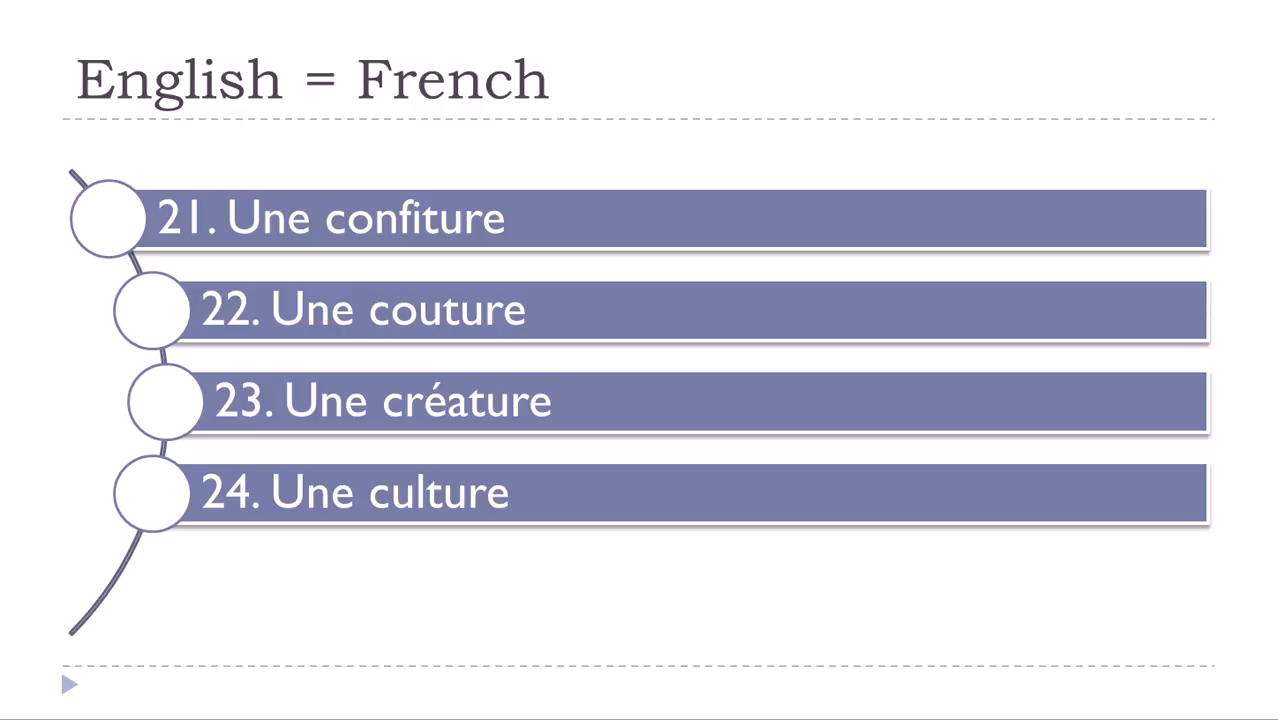 English = French
21. Une confiture
22. Une couture
23. Une créature
24. Une culture